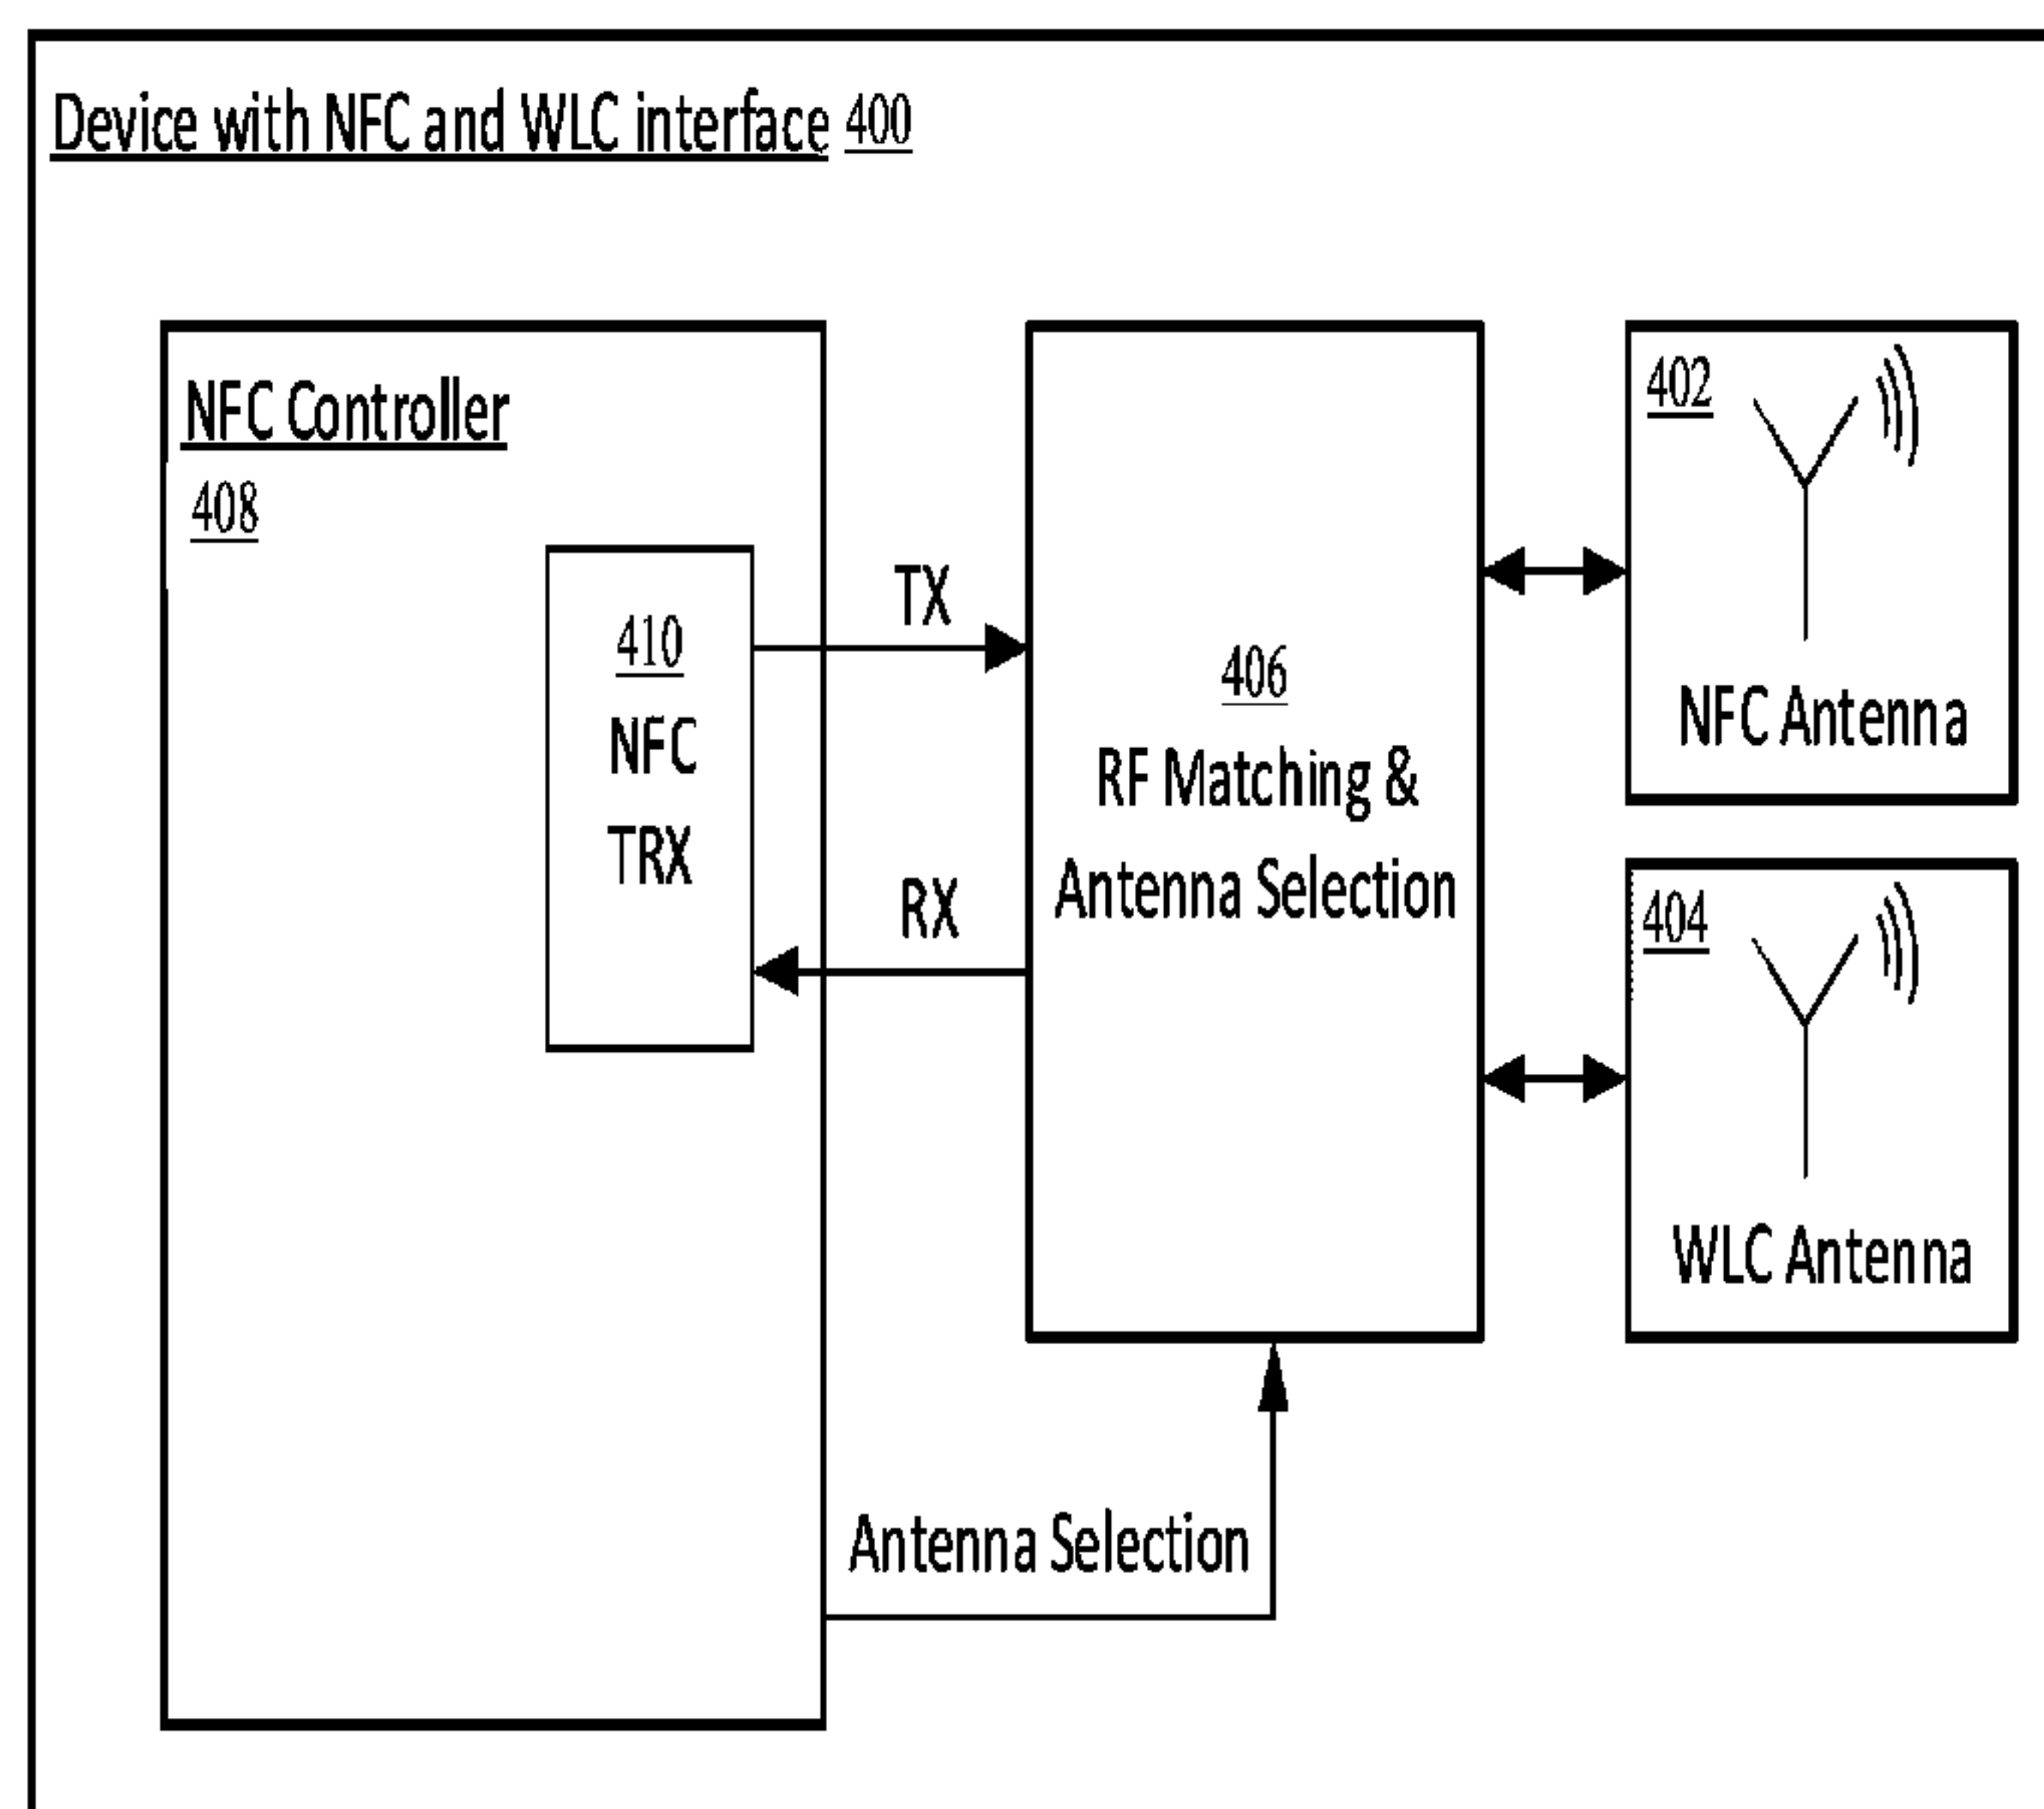 Device with NFC and WLC interface 400
NFC Controller
408
410
NFC
TRX
TX
RX
406
RF Matching &
Antenna Selection
402
NFC Antenna
404
WLC Antenna
Antenna Selection